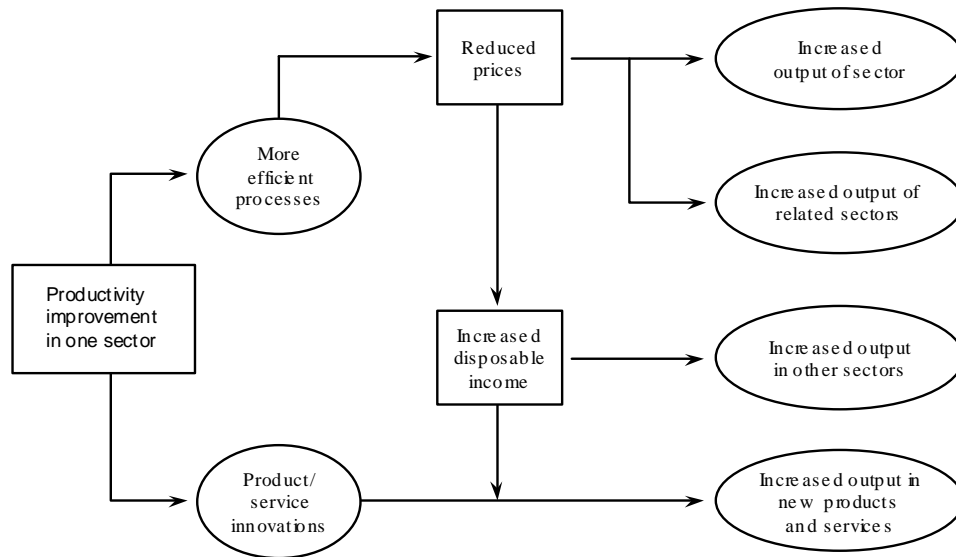 Reduced
prices
Increased
output of sector
More
efficient
processes
Increased output of
related sectors
Productivity
improvement
in one sector
Increased
disposable
income
Increased output
in other sectors
Product/
service
innovations
Increased output in
new products
and services